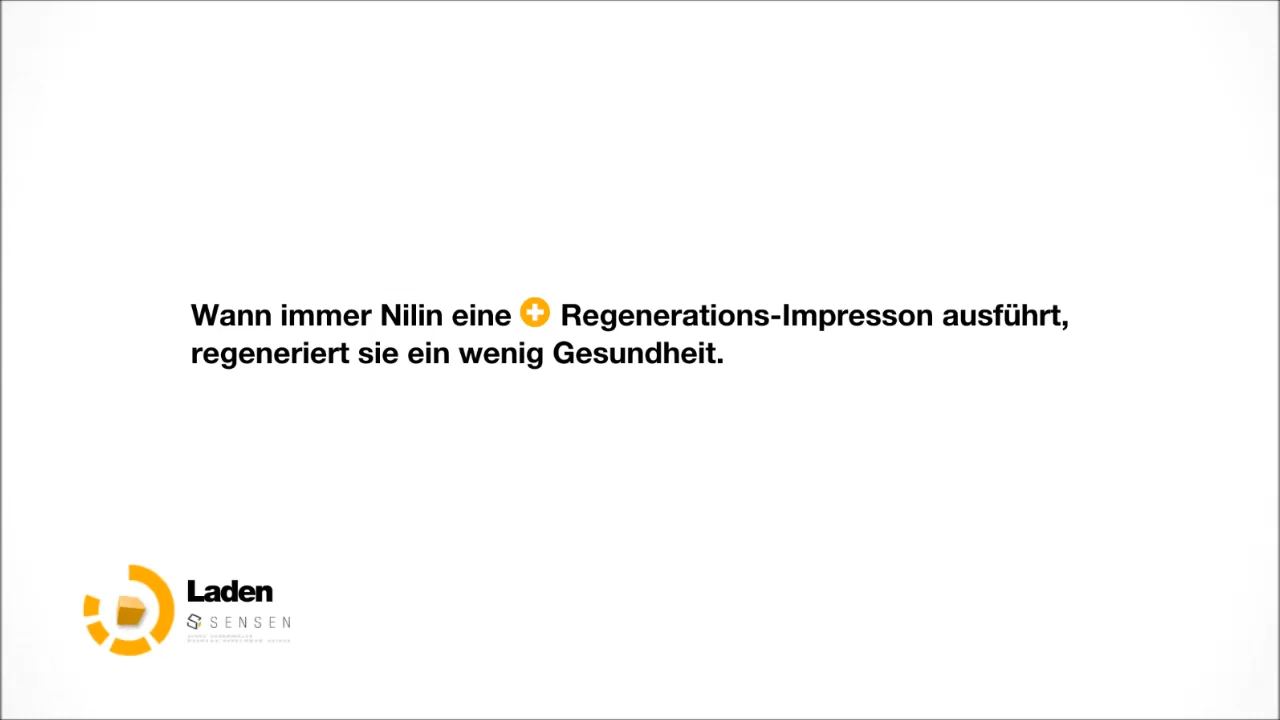 Wann immer Nilin eine Regenerations-Impresson ausführt,
regeneriert sie ein wenig Gesundheit.
Laden
SENSEN